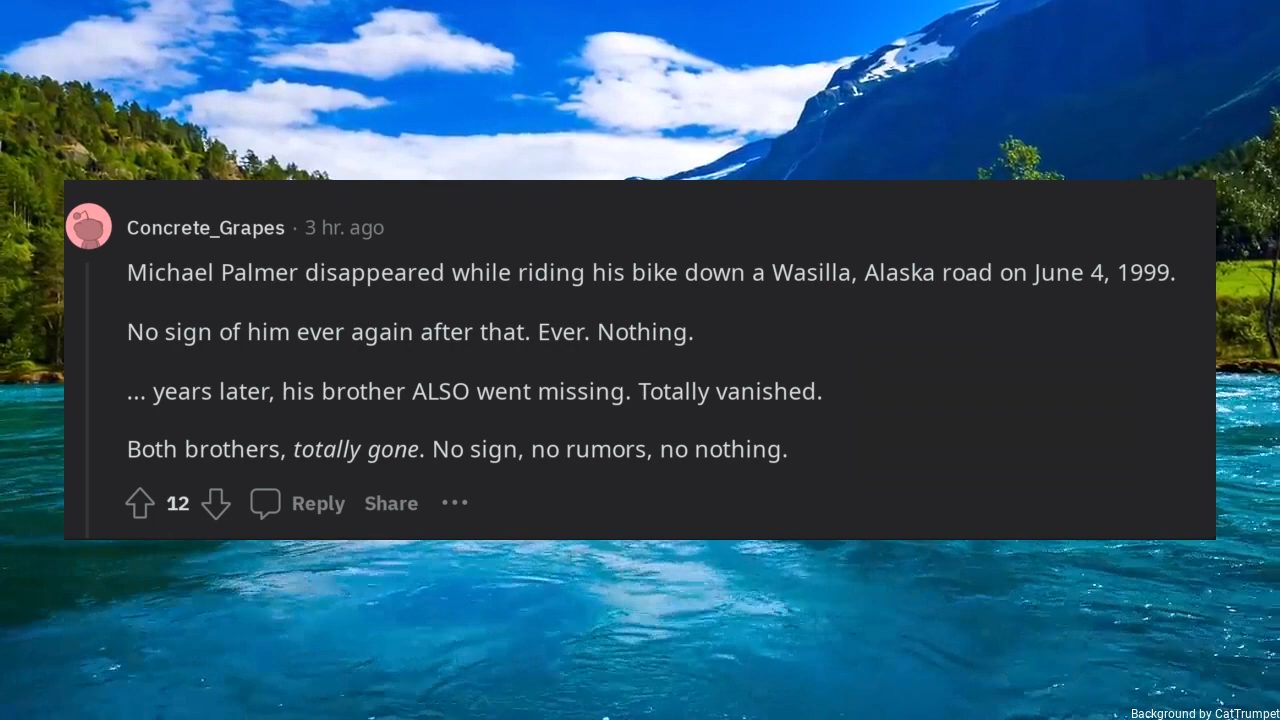 Concrete_Grapes · 3 hr. ago
Michael Palmer disappeared while riding his bike down a Wasilla, Alaska road on June 4, 1999.
No sign of him ever again after that. Ever. Nothing.
... years later, his brother ALSO went missing. Totally vanished.
Both brothers, totally gone. No sign, no rumors, no nothing.
12 Reply Share ···
Background by CatTrumpet